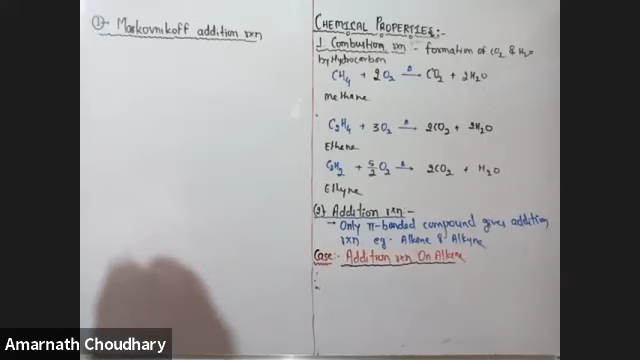 ① Markovnikoff addition rxn
CHEMICAL PROPERTIES:-
1. Combustion rxn - formation of CO2 & H2O
by Hydrocarbon
CH4 + 2O2 →Δ CO2 + 2H2O
methane
C2H4 + 3O2 →Δ 2CO2 + 2H2O
Ethene
C2H2 + 5/2 O2 →Δ 2CO2 + H2O
Ethyne
(2) Addition rxn:-
→ Only π-bonded compound gives addition
rxn eg- Alkene & Alkyne
Case:- Addition rxn On Alkene
Amarnath Choudhary